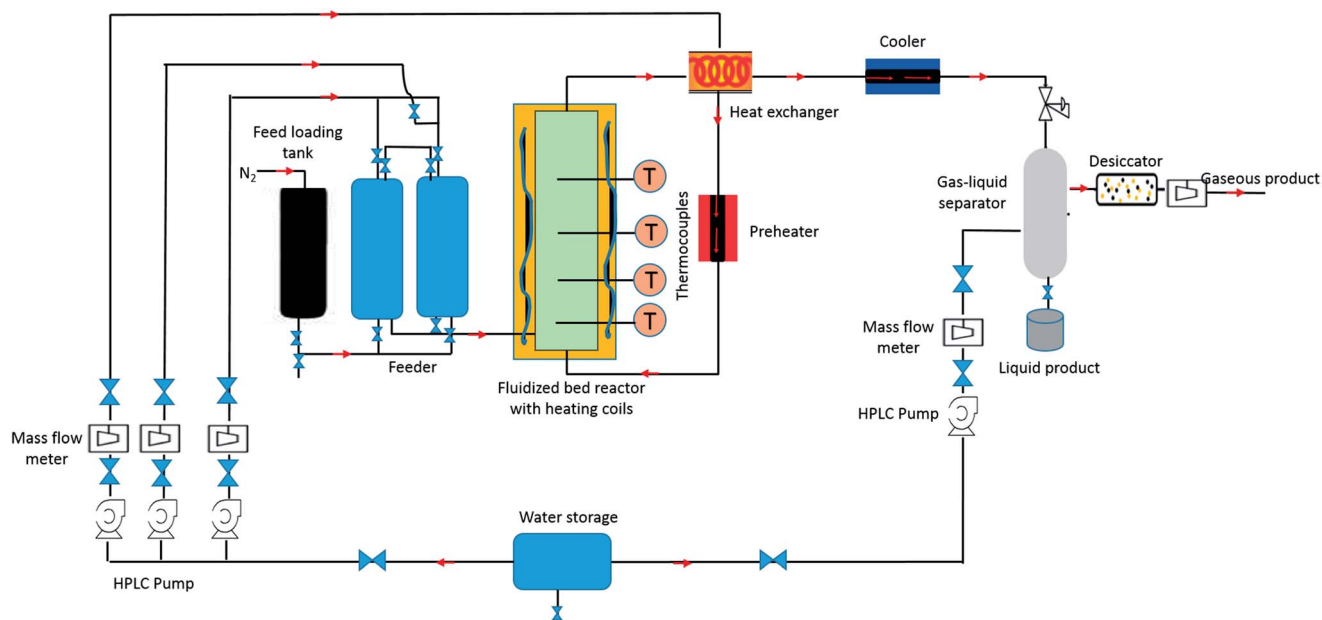 Cooler
Heat exchanger
Feed loading
tank
N₂
Desiccator
Gas-liquid
separator
Gaseous product
T
T
T
T
Thermocouples
Preheater
Mass flow
meter
Feeder
Liquid product
Fluidized bed reactor
with heating coils
HPLC Pump
Mass flow
meter
Water storage
HPLC Pump